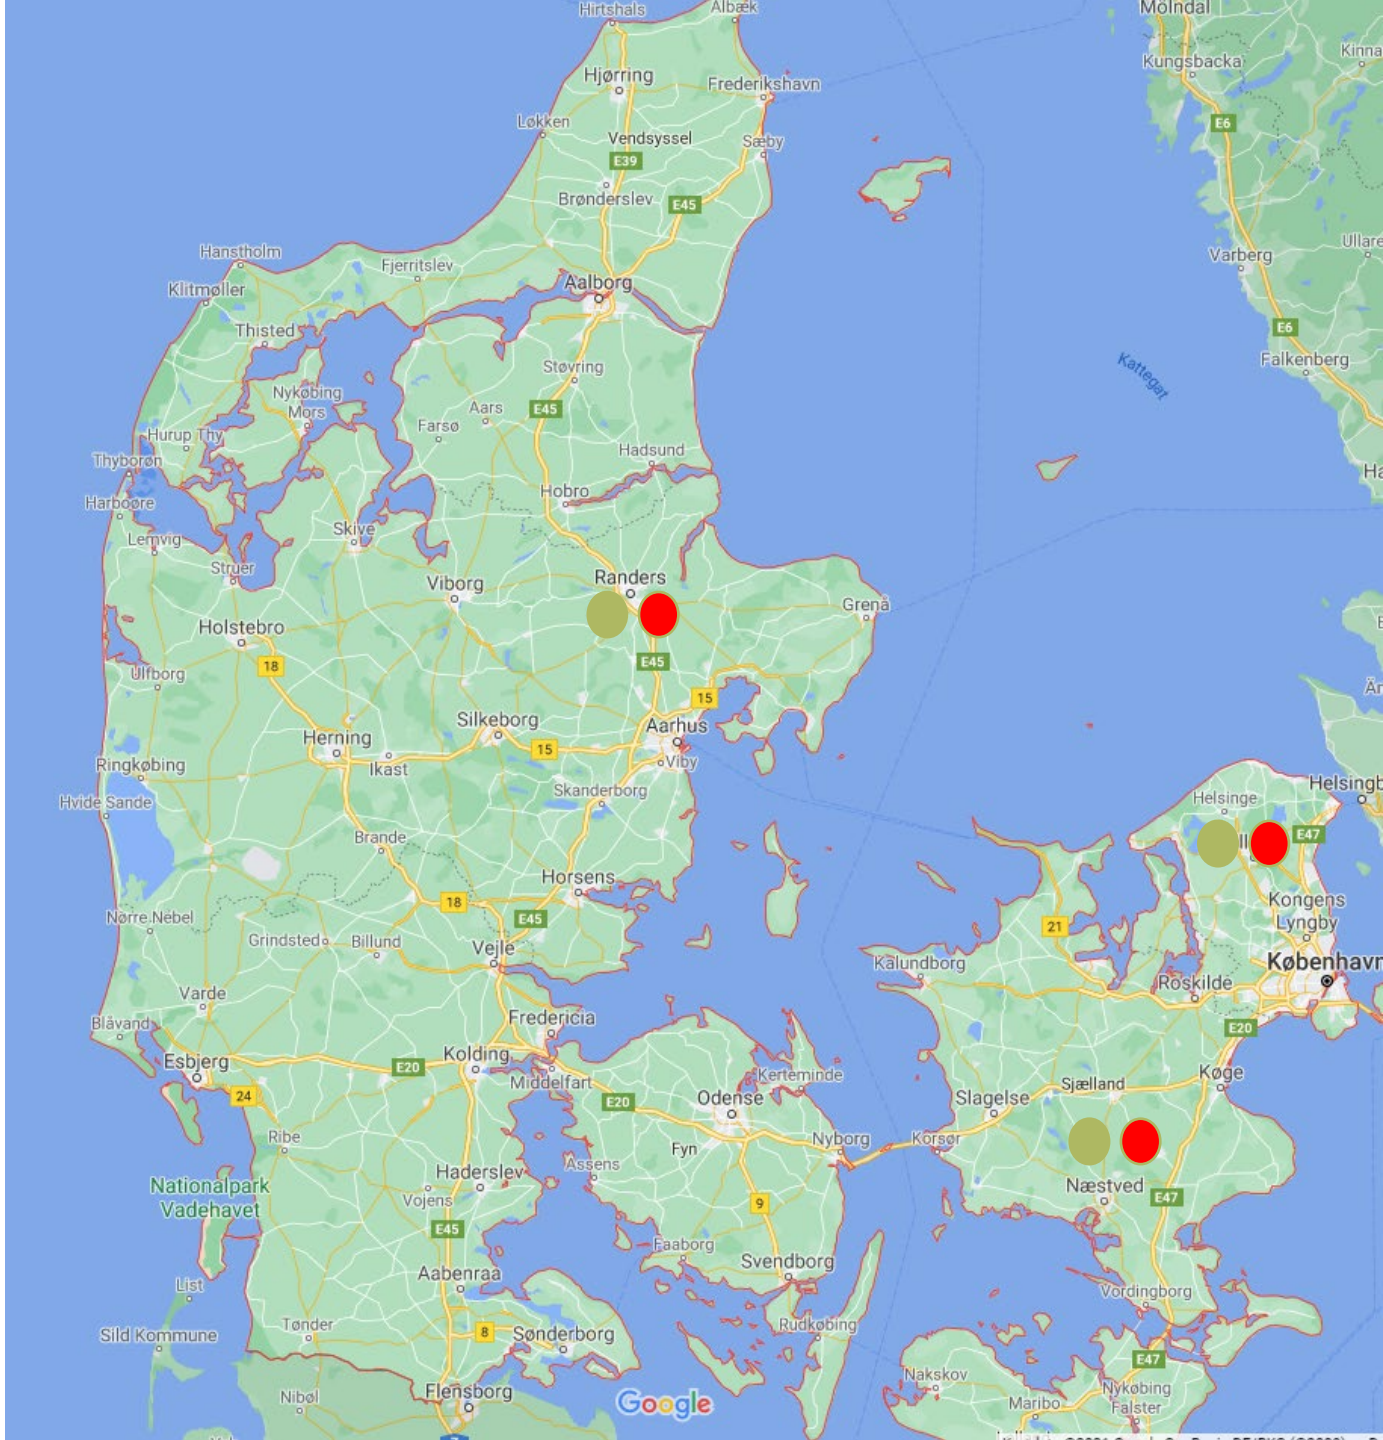 Hirtshals
Ålbæk
Mölndal
Kinna
Kungsbacka
Hjørring
Frederikshavn
Løkken
E6
Vendsyssel
Sæby
E39
Brønderslev
E45
Ullare
Hanstholm
Varberg
Fjerritslev
Klitmøller
Aalborg
E6
Thisted
Falkenberg
Støvring
Kattegat
Nykøbing
Mors
Aars
E45
Farsø
Hurup Thy
Hadsund
Thyborøn
Ha
Hobro
Harboøre
Skive
Lemvig
Struer
Viborg
Randers
Grenå
Holstebro
E45
18
Ulfborg
Är
15
Silkeborg
Aarhus
Herning
15
Ringkøbing
Ikast
Viby
Helsingb
Skanderborg
Helsinge
Hvide Sande
Brande
E47
Horsens
Kongens
Lyngby
18
Nørre Nebel
E45
21
Grindsted
Billund
Vejle
Kalundborg
København
Roskilde
Varde
Blåvand
Fredericia
E20
Kolding
Esbjerg
E20
Middelfart
Kerteminde
Køge
Sjælland
24
E20
Odense
Slagelse
Ribe
Fyn
Nyborg
Korsør
Assens
Haderslev
Næstved
Nationalpark
Vadehavet
Vojens
9
E47
E45
Faaborg
Svendborg
Aabenraa
List
Vordingborg
Tønder
8
Rudkøbing
Sild Kommune
Sønderborg
E47
Nakskov
Nykøbing
Falster
Nibøl
Flensborg
Google
Maribo